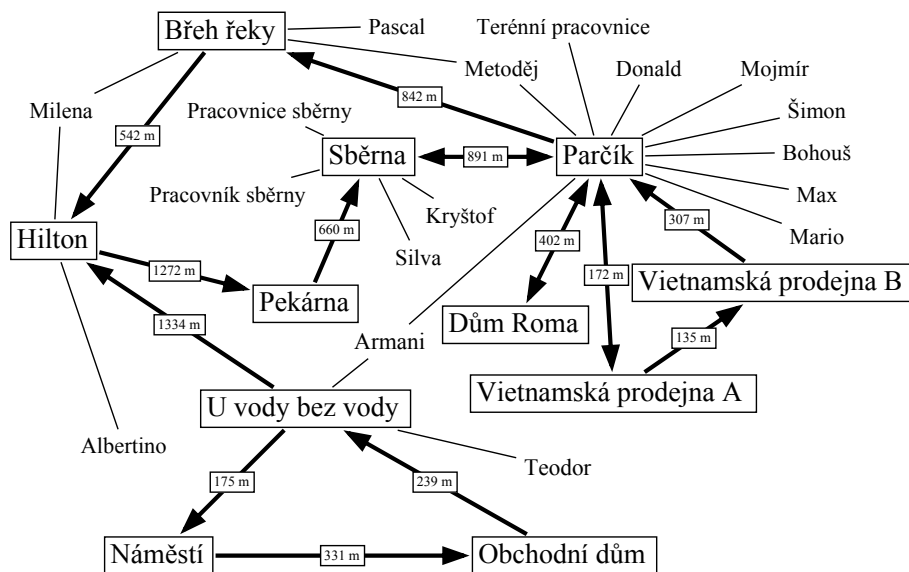 Břeh řeky
Pascal
Terénní pracovnice
Metoděj
Donald
Mojmír
842 m
Milena
Pracovnice sběrny
Šimon
542 m
Sběrna
891 m
Parčík
Bohouš
Pracovník sběrny
Max
Kryštof
307 m
660 m
Mario
Hilton
402 m
Silva
1272 m
172 m
Vietnamská prodejna B
Pekárna
Dům Roma
1334 m
Armani
135 m
Vietnamská prodejna A
U vody bez vody
Albertino
Teodor
175 m
239 m
Náměstí
331 m
Obchodní dům